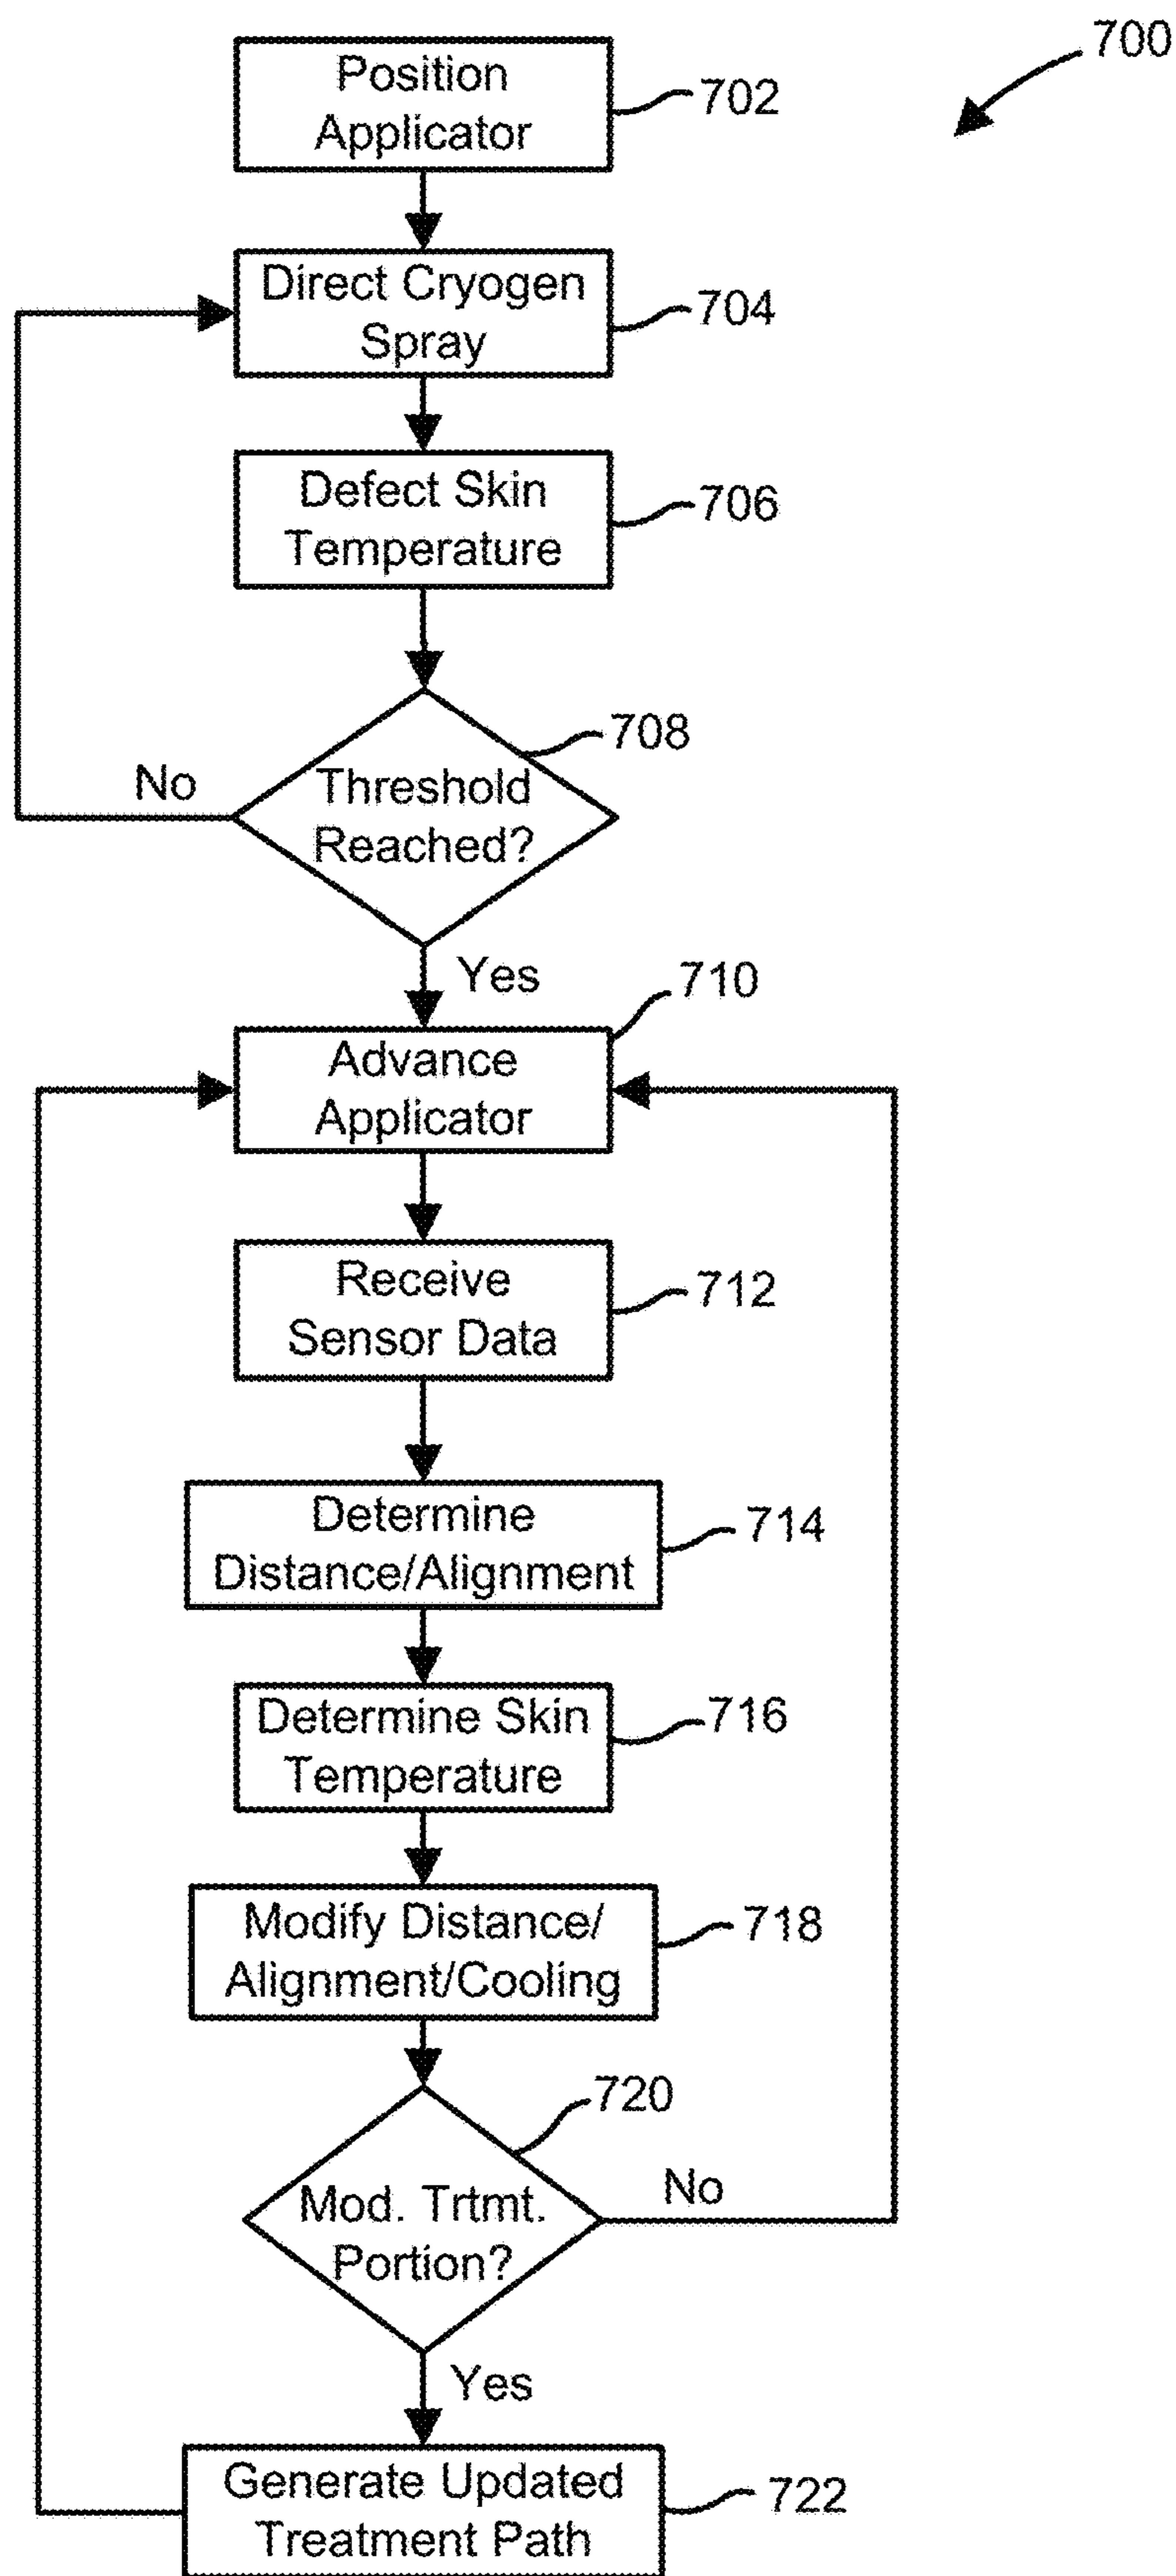 700
Position
Applicator
702
Direct Cryogen
Spray
704
Defect Skin
Temperature
706
708
No
Threshold
Reached?
Yes
710
Advance
Applicator
Receive
Sensor Data
712
Determine
Distance/Alignment
714
Determine Skin
Temperature
716
Modify Distance/
Alignment/Cooling
718
720
No
Mod. Trtmt.
Portion?
Yes
Generate Updated
Treatment Path
722